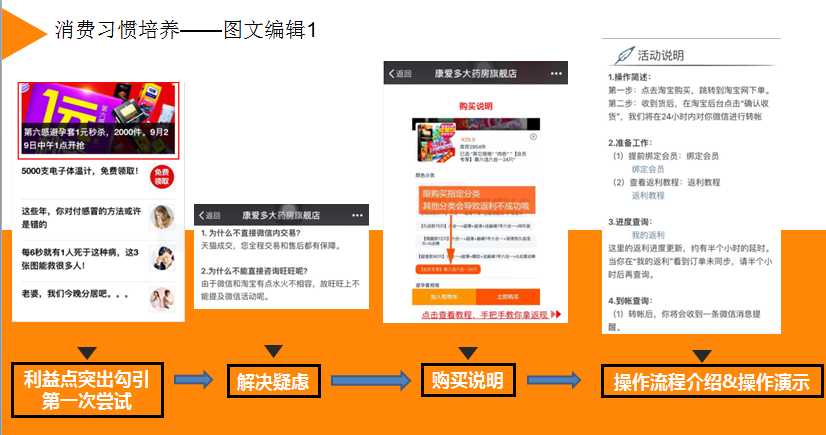 消费习惯培养——图文编辑1
1元
第六感避孕套1元秒杀，2000件，9月2
9日中午1点开抢
5000支电子体温计，免费领取！
免费
领取
这些年，你对付感冒的方法或许
是错的
每6秒就有1人死于这种病，这3
张图能救很多人！
老婆，我们今晚分居吧。。。
返回
康爱多大药房旗舰店
1. 为什么不直接微信内交易？
天猫成交，您全程交易和售后都有保障。
2.为什么不能直接咨询旺旺呢？
由于微信和淘宝有点水火不相容，故旺旺上不
能提及微信活动呢。
返回
康爱多大药房旗舰店
购买说明
库存2054件
颜色分类
限购买指定分类
其他分类会导致返利不成功哦
避孕套规格
加入购物车
立即购买
点击查看教程，手把手教你拿返现
活动说明
1.操作简述:
第一步：点去淘宝购买，跳转到淘宝网下单。
第二步：收到货后，在淘宝后台点击“确认收
货”，我们将在24小时内对你微信进行转帐
2.准备工作：
（1）提前绑定会员：绑定会员
绑定会员
（2）查看返利教程：返利教程
返利教程
3.进度查询：
我的返利
这里的返利进度更新，约有半个小时的延时。
当你在“我的返利”看到订单未同步，请半个小
时后再查询。
4.到帐查询：
（1）转帐后，你将会收到一条微信消息提
醒。
利益点突出勾引
第一次尝试
解决疑虑
购买说明
操作流程介绍&操作演示